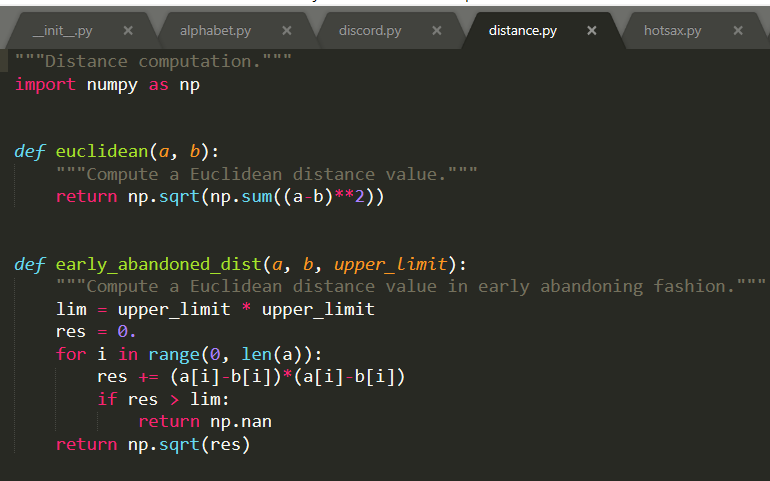 __init__.py × alphabet.py × discord.py × distance.py × hotsax.py ×
"""Distance computation."""
import numpy as np
def euclidean(a, b):
    """Compute a Euclidean distance value."""
    return np.sqrt(np.sum((a-b)**2))
def early_abandoned_dist(a, b, upper_limit):
    """Compute a Euclidean distance value in early abandoning fashion."""
    lim = upper_limit * upper_limit
    res = 0.
    for i in range(0, len(a)):
        res += (a[i]-b[i])*(a[i]-b[i])
        if res > lim:
            return np.nan
    return np.sqrt(res)